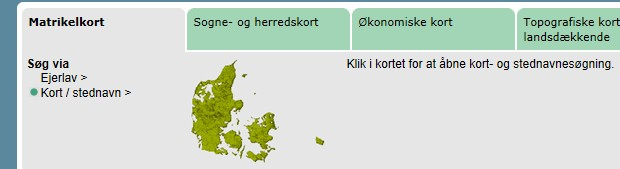 Matrikelkort
Sogne- og herredskort
Økonomiske kort
Topografiske kort
landsdækkende
Søg via
Ejerlav >
Kort / stednavn >
Klik i kortet for at åbne kort- og stednavnesøgning.